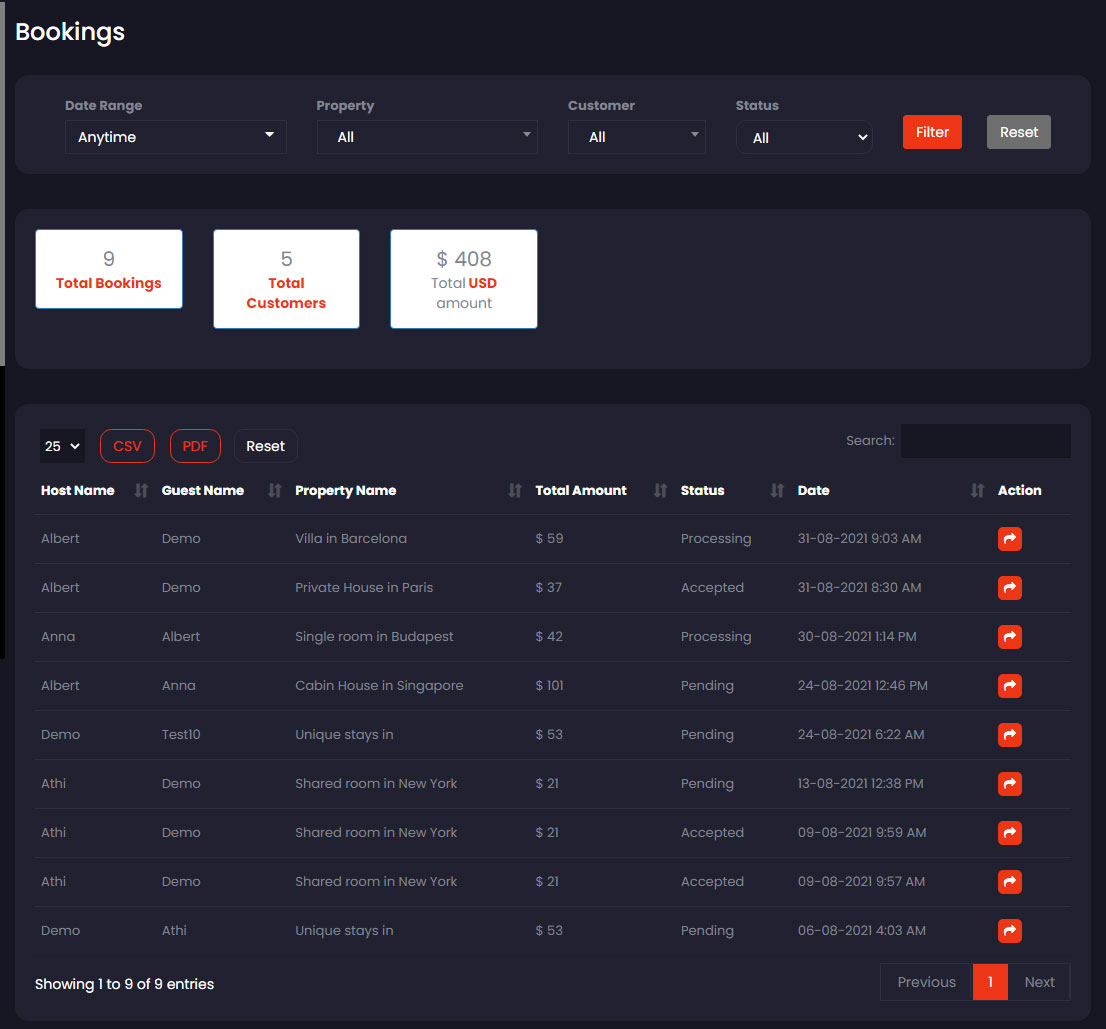 Bookings
Date Range Property Customer Status
Anytime All All All Filter Reset
9 5 $ 408
Total Bookings Total Customers Total USD amount
25 CSV PDF Reset Search:
Host Name Guest Name Property Name Total Amount Status Date Action
Albert Demo Villa in Barcelona $ 59 Processing 31-08-2021 9:03 AM
Albert Demo Private House in Paris $ 37 Accepted 31-08-2021 8:30 AM
Anna Albert Single room in Budapest $ 42 Processing 30-08-2021 1:14 PM
Albert Anna Cabin House in Singapore $ 101 Pending 24-08-2021 12:46 PM
Demo Test10 Unique stays in $ 53 Pending 24-08-2021 6:22 AM
Athi Demo Shared room in New York $ 21 Pending 13-08-2021 12:38 PM
Athi Demo Shared room in New York $ 21 Accepted 09-08-2021 9:59 AM
Athi Demo Shared room in New York $ 21 Accepted 09-08-2021 9:57 AM
Demo Athi Unique stays in $ 53 Pending 06-08-2021 4:03 AM
Showing 1 to 9 of 9 entries Previous 1 Next